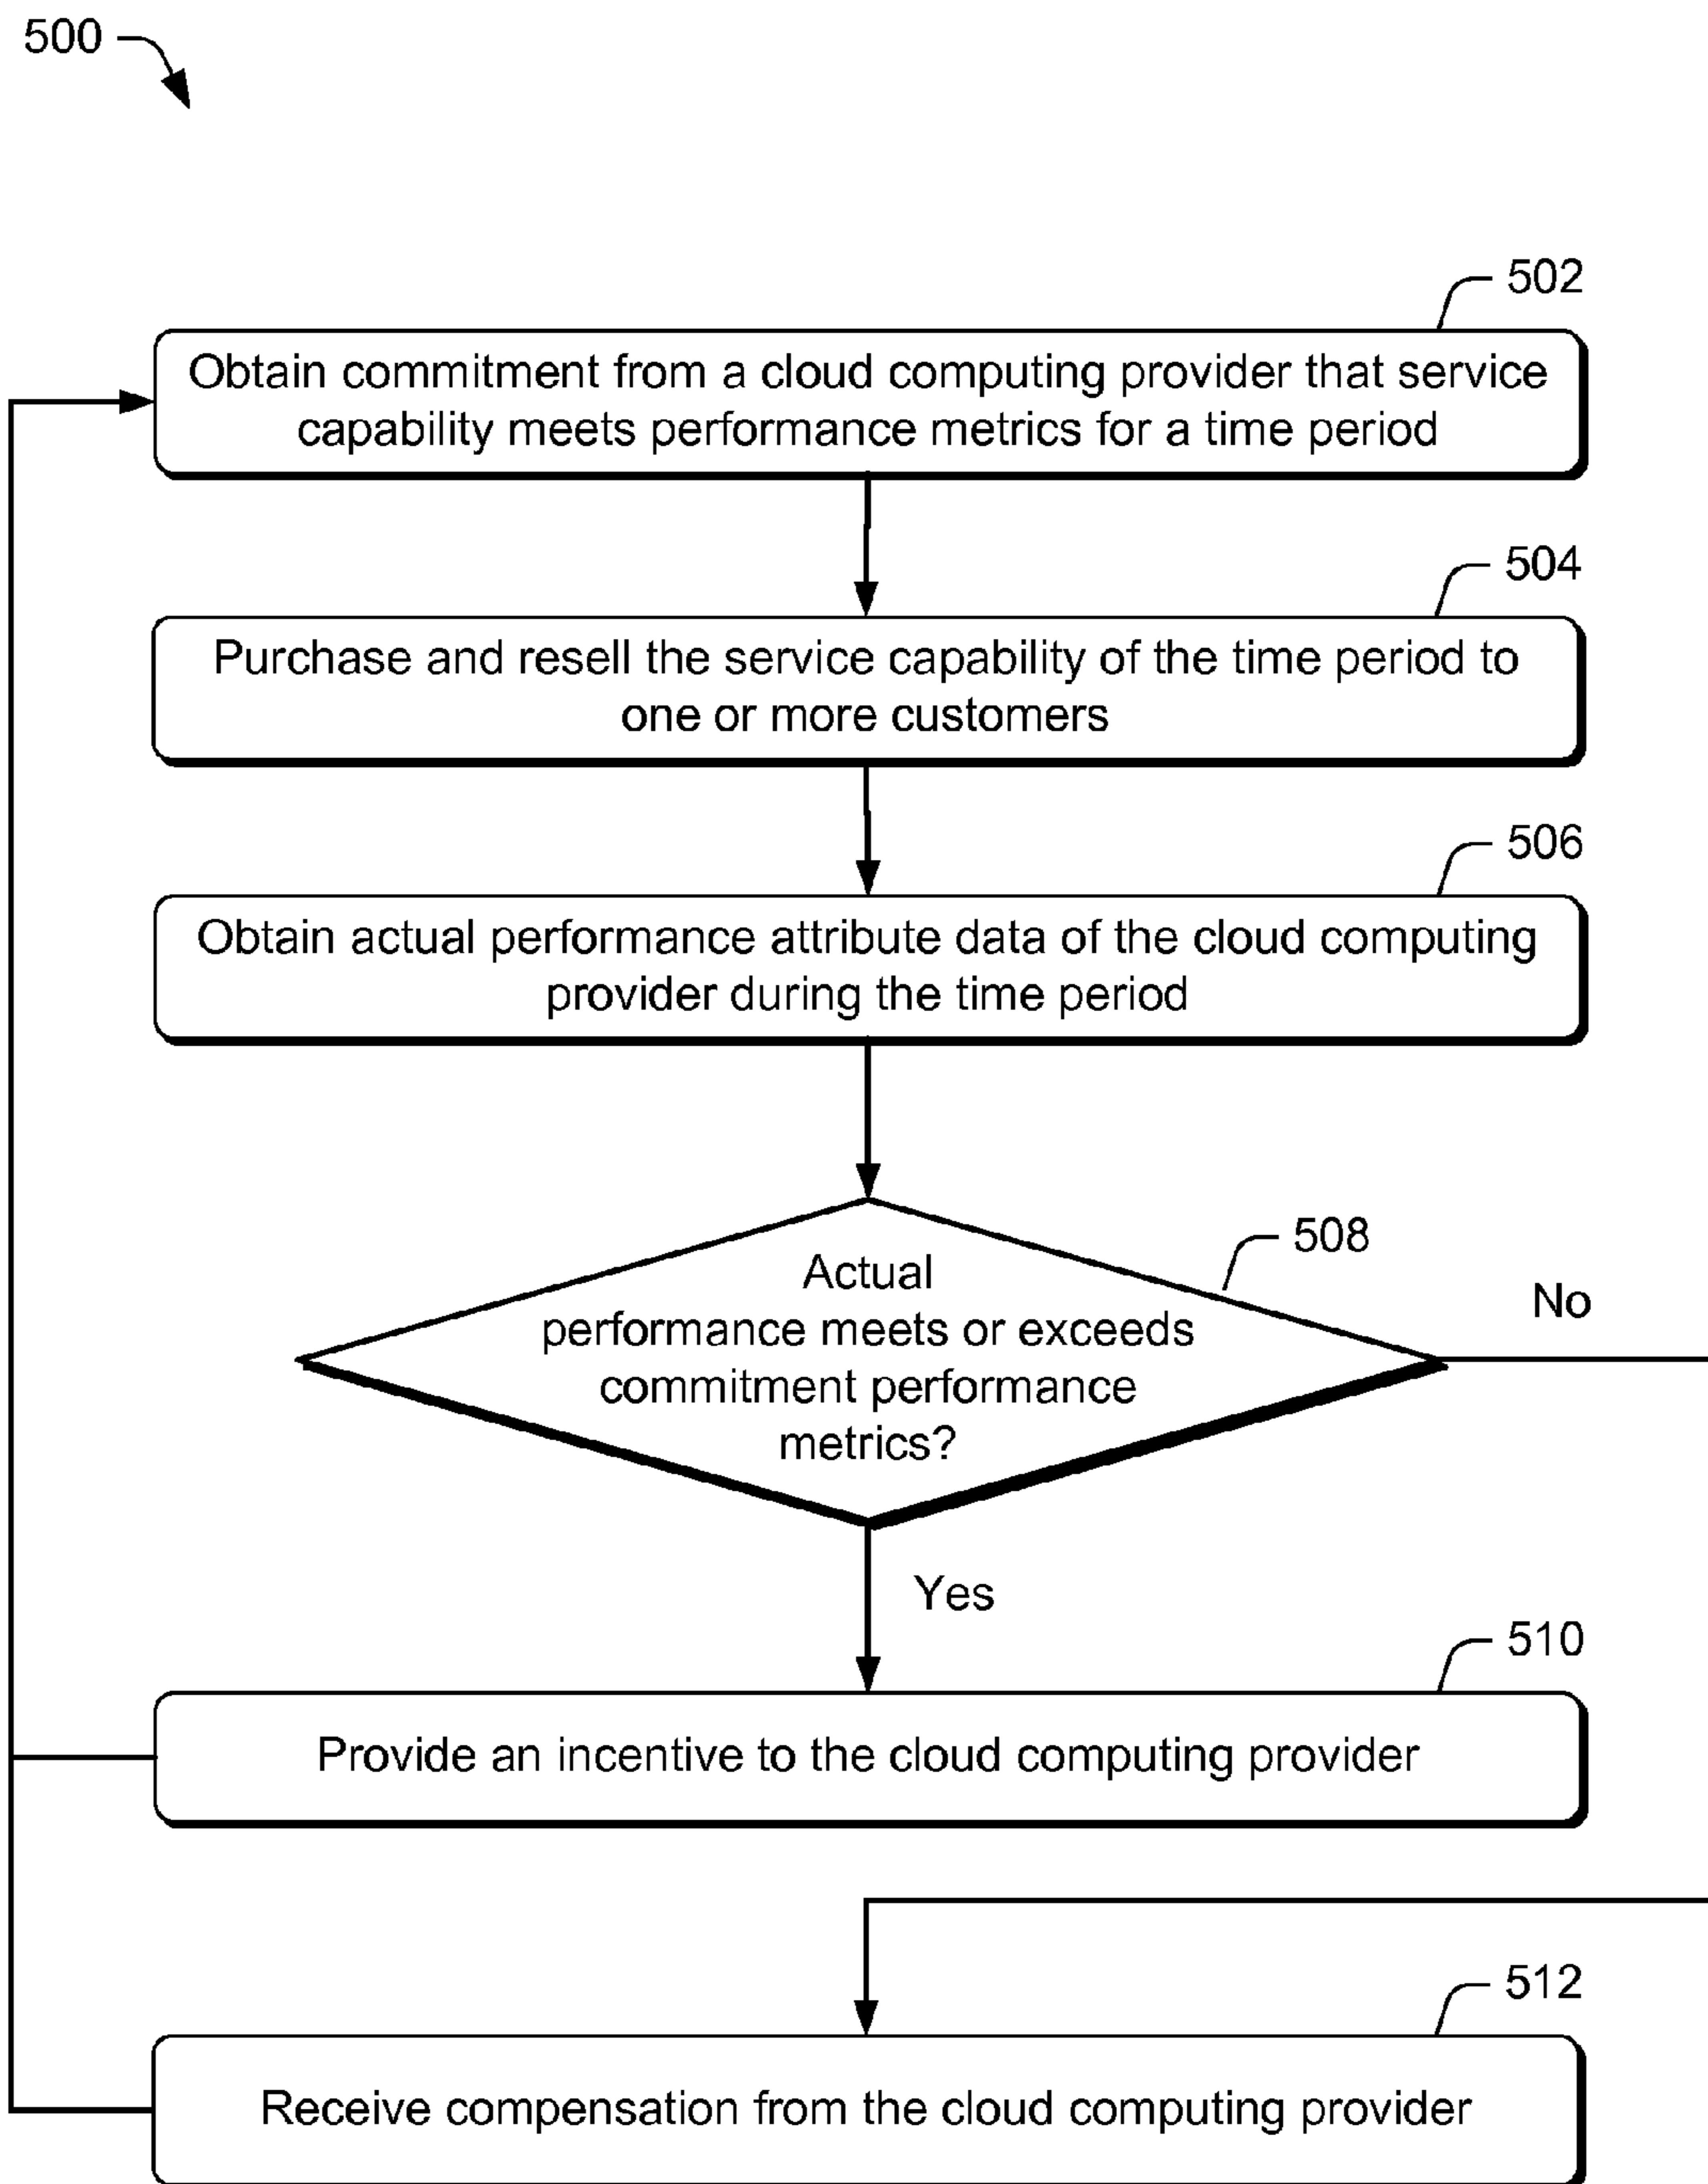 500
502
Obtain commitment from a cloud computing provider that service
capability meets performance metrics for a time period
504
Purchase and resell the service capability of the time period to
one or more customers
506
Obtain actual performance attribute data of the cloud computing
provider during the time period
508
Actual
performance meets or exceeds
commitment performance
metrics?
No
Yes
510
Provide an incentive to the cloud computing provider
512
Receive compensation from the cloud computing provider